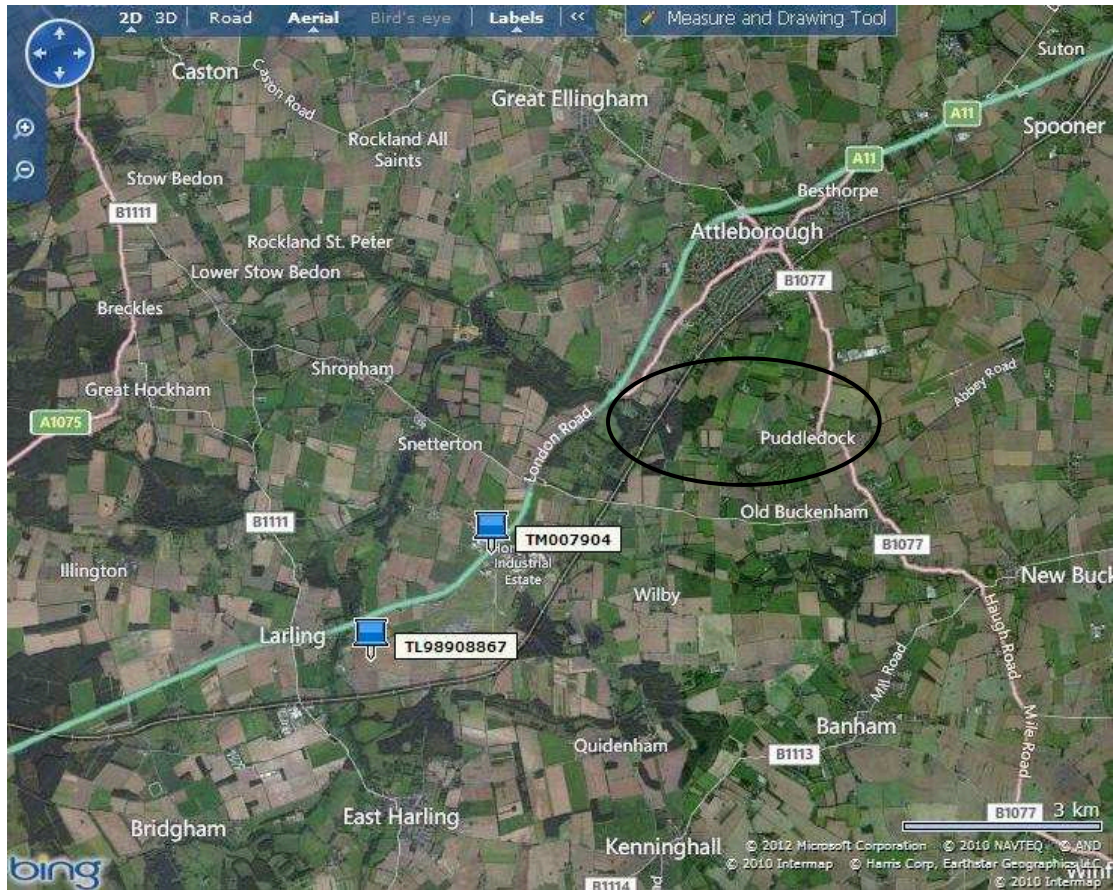 2D 3D Road Aerial Bird's eye Labels <<
Measure and Drawing Tool
Caston
Caston Road
Suton
Great Ellingham
A11
Spooner
Rockland All
Saints
A11
Stow Bedon
Besthorpe
B1111
Attleborough
Rockland St. Peter
Lower Stow Bedon
B1077
Breckles
Shropham
Great Hockham
Abbey Road
A1075
London Road
Snetterton
Puddledock
B1111
Old Buckenham
TM007904
B1077
Industrial
Estate
Illington
New Buck
Wilby
Haugh Road
Larling
TL98908867
Mill Road
Banham
Mile Road
Quidenham
B1113
East Harling
B1077
3 km
Bridgham
Kenninghall
© 2012 Microsoft Corporation © 2010 NAVTEQ © AND
© 2010 Intermap © Harris Corp, Earthstar Geographics LLC
© 2010 Intermap
bing
B1114